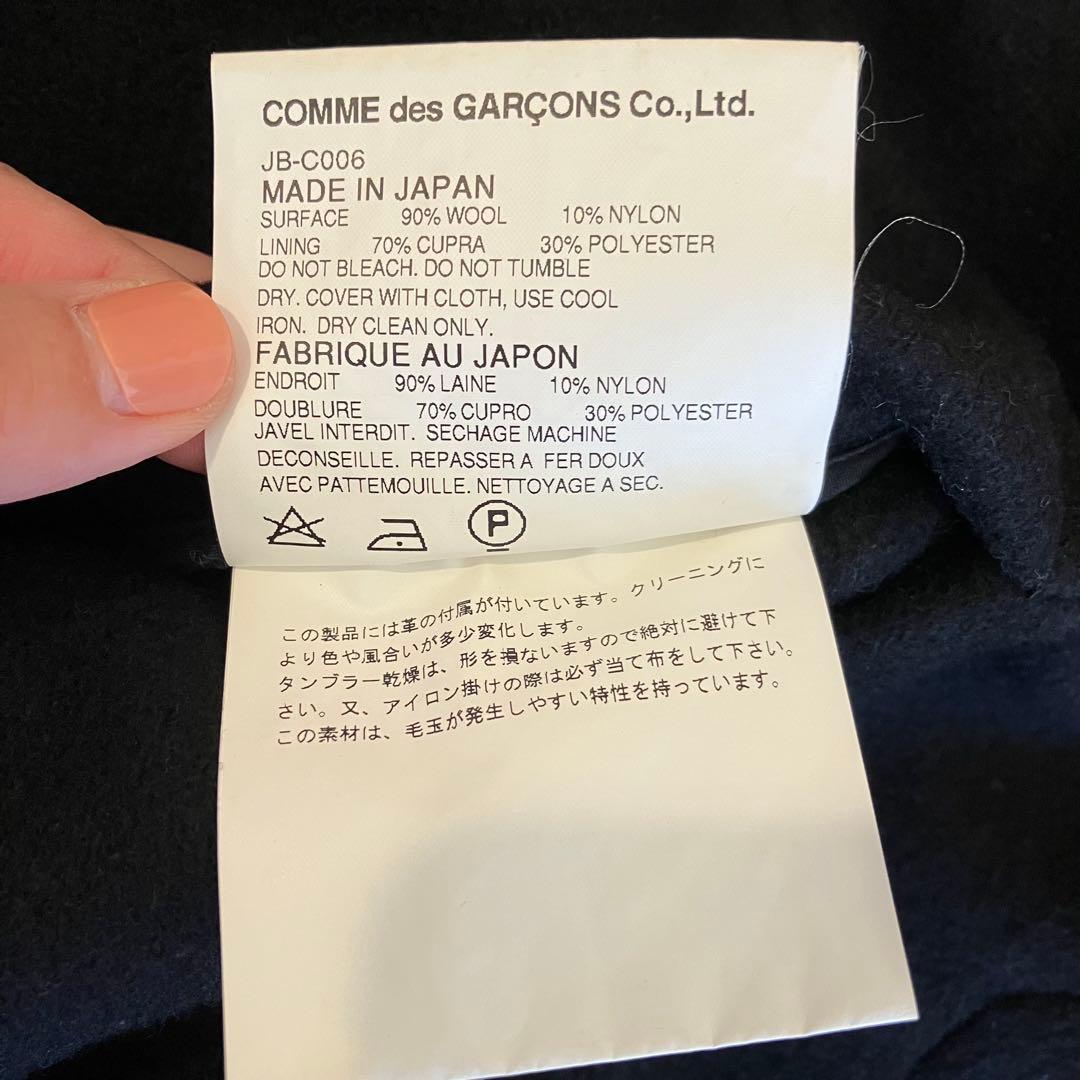 COMME des GARÇONS Co.,Ltd.
JB-C006
MADE IN JAPAN
SURFACE 90% WOOL 10% NYLON
LINING 70% CUPRA 30% POLYESTER
DO NOT BLEACH. DO NOT TUMBLE
DRY. COVER WITH CLOTH, USE COOL
IRON. DRY CLEAN ONLY.
FABRIQUE AU JAPON
ENDROIT 90% LAINE 10% NYLON
DOUBLURE 70% CUPRO 30% POLYESTER
JAVEL INTERDIT. SECHAGE MACHINE
DECONSEILLE. REPASSER A FER DOUX
AVEC PATTEMOUILLE. NETTOYAGE A SEC.
P
この製品には革の付属が付いています。クリーニングに
より色や風合いが多少変化します。
タンブラー乾燥は、形を損ないますので絶対に避けて下
さい。又、アイロン掛けの際は必ず当て布をして下さい。
この素材は、毛玉が発生しやすい特性を持っています。